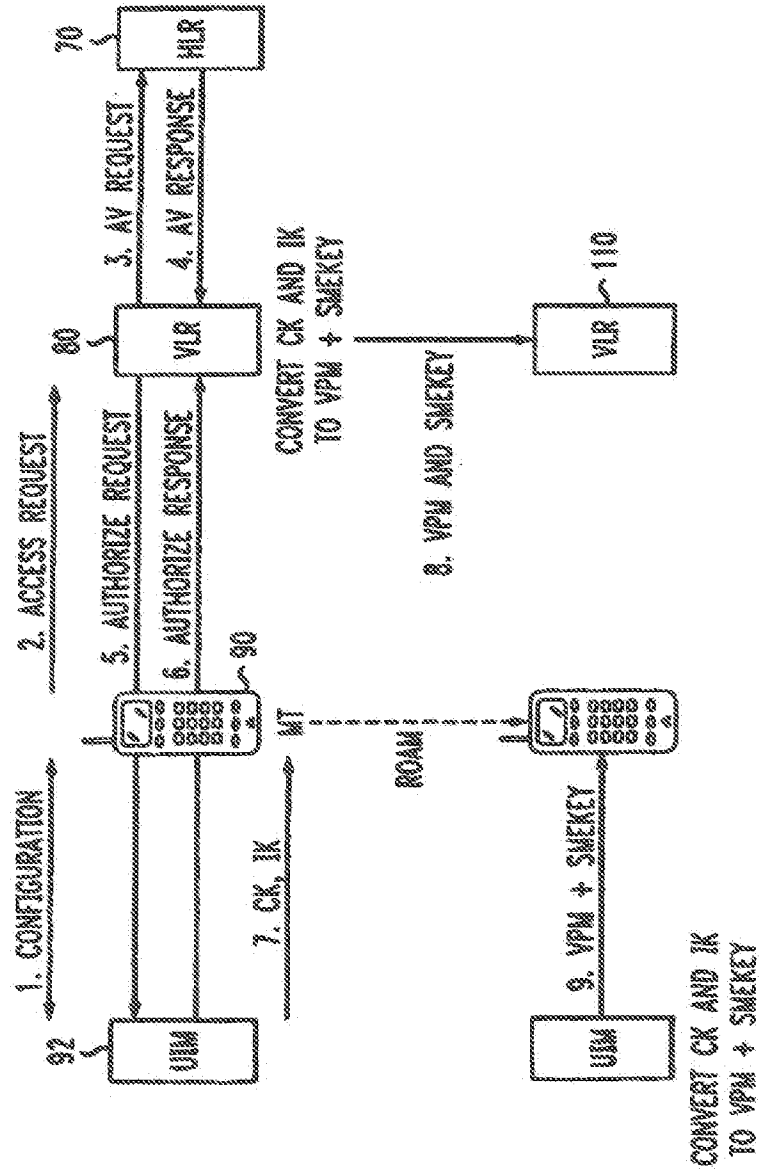 1. CONFIGURATION
2. ACCESS REQUEST
92
UIM
5. AUTHORIZE REQUEST
6. AUTHORIZE RESPONSE
90
MT
80
VLR
3. AV REQUEST
4. AV RESPONSE
70
HLR
7. CK, IK
CONVERT CK AND IK
TO VPM + SMEKEY
ROAM
8. VPM AND SMEKEY
UIM
9. VPM + SMEKEY
VLR
110
CONVERT CK AND IK
TO VPM + SMEKEY